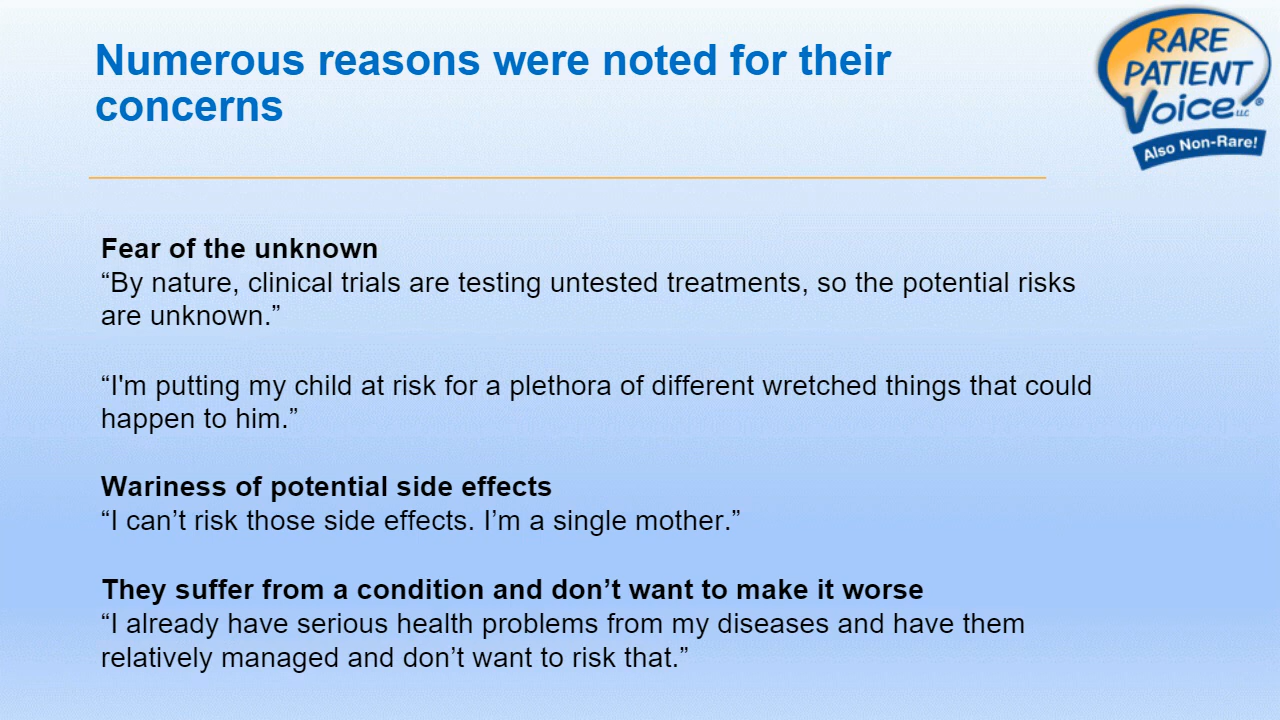 Numerous reasons were noted for their
concerns
RARE
PATIENT
Voice LLC ®
Also Non-Rare!
Fear of the unknown
“By nature, clinical trials are testing untested treatments, so the potential risks
are unknown.”
“I'm putting my child at risk for a plethora of different wretched things that could
happen to him.”
Wariness of potential side effects
“I can’t risk those side effects. I’m a single mother.”
They suffer from a condition and don’t want to make it worse
“I already have serious health problems from my diseases and have them
relatively managed and don’t want to risk that.”